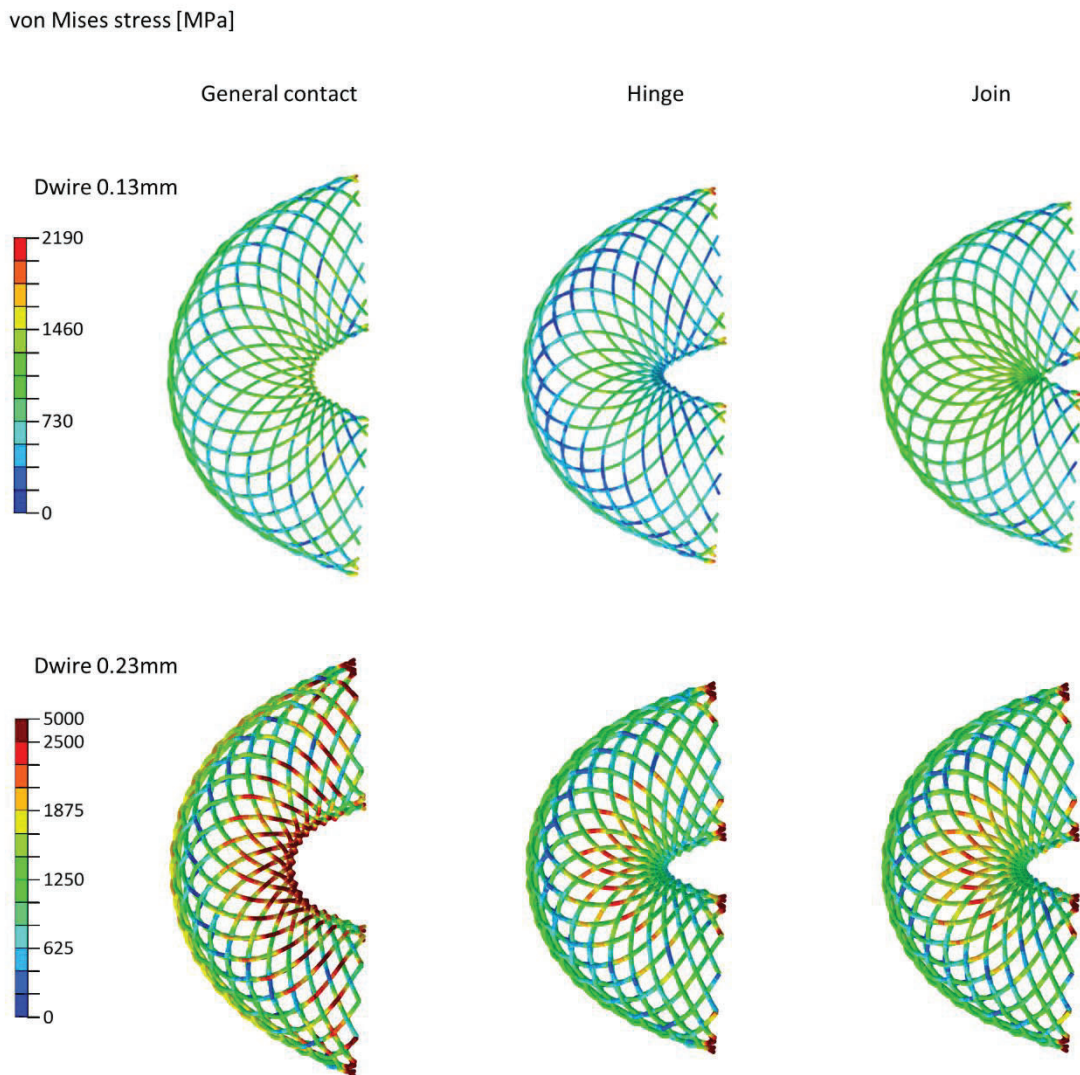 von Mises stress [MPa]
General contact
Hinge
Join
Dwire 0.13mm
2190
1460
730
0
Dwire 0.23mm
5000
2500
1875
1250
625
0